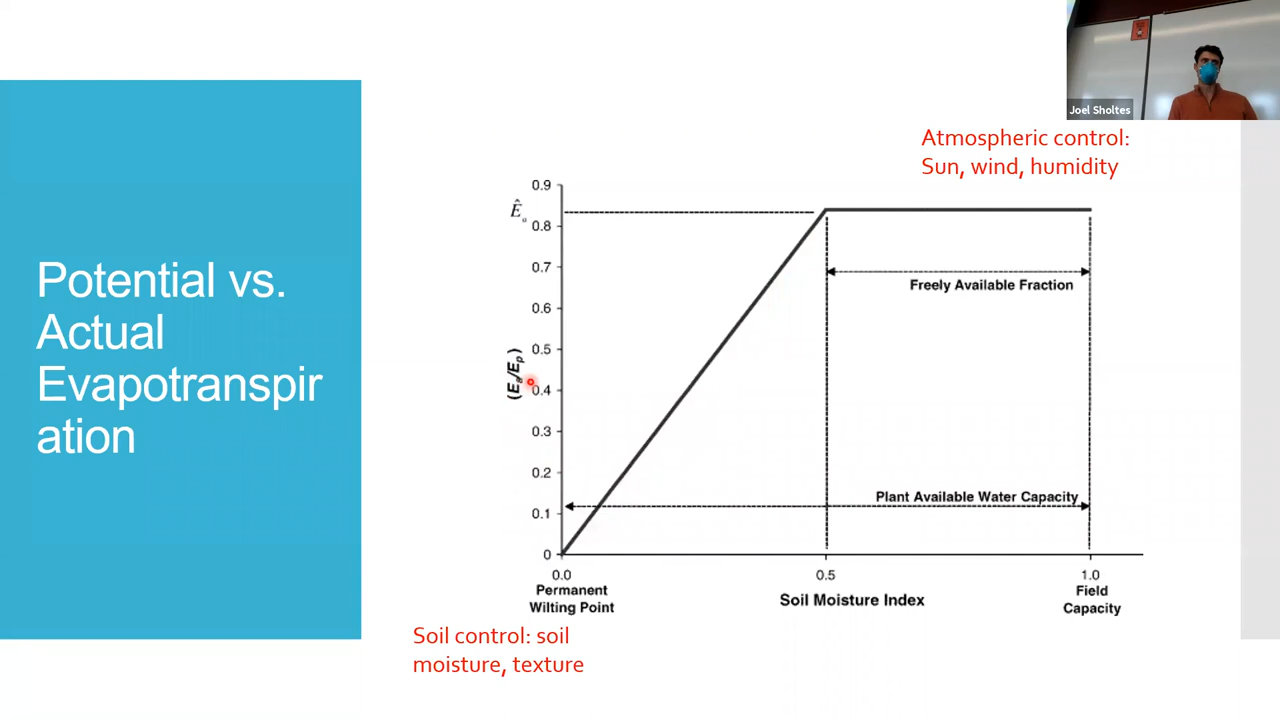 Joel Sholtes
Potential vs.
Actual
Evapotranspir
ation
Atmospheric control:
Sun, wind, humidity
Êa
(Ea/Ep)
0.9
0.8
0.7
0.6
0.5
0.4
0.3
0.2
0.1
0
Freely Available Fraction
Plant Available Water Capacity
0.0
0.5
1.0
Permanent
Wilting Point
Soil Moisture Index
Field
Capacity
Soil control: soil
moisture, texture